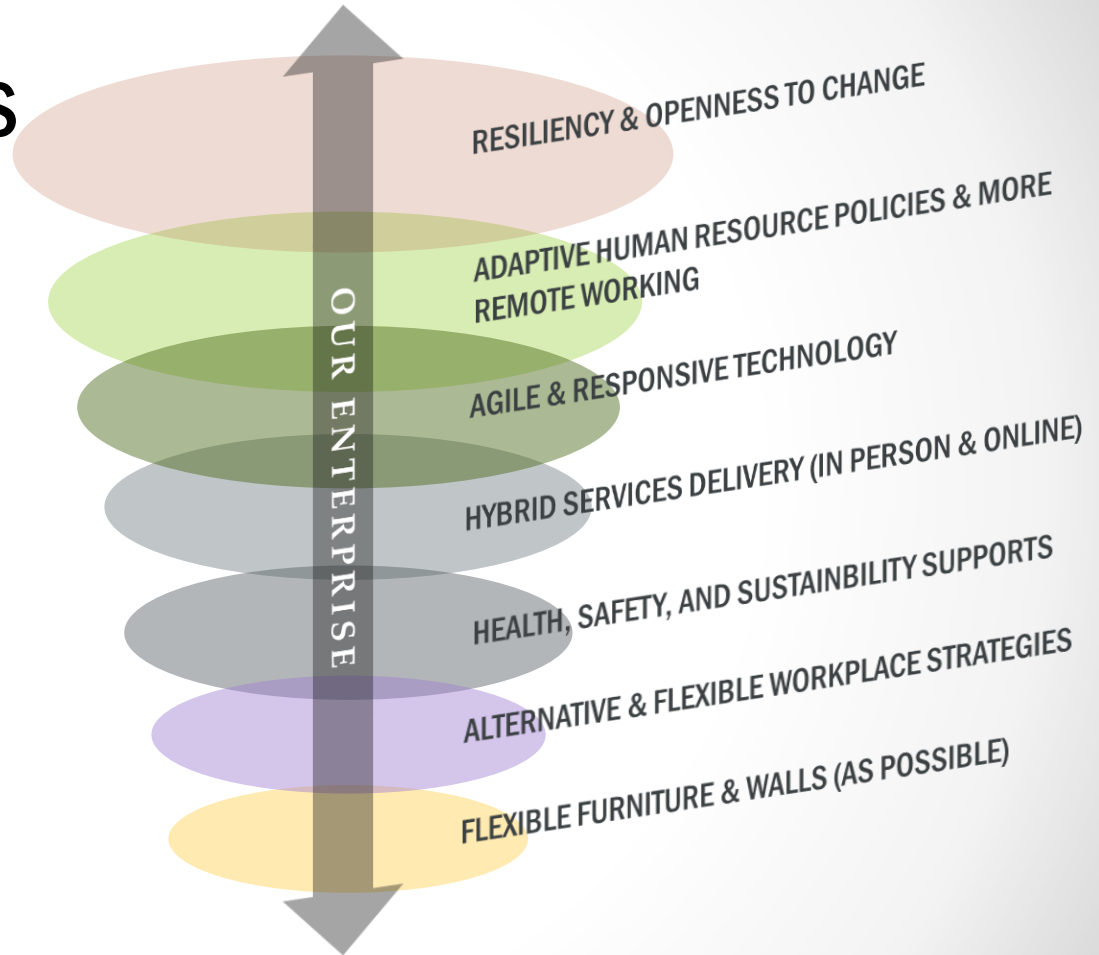 S
RESILIENCY & OPENNESS TO CHANGE
ADAPTIVE HUMAN RESOURCE POLICIES & MORE
REMOTE WORKING
OUR ENTERPRISE
AGILE & RESPONSIVE TECHNOLOGY
HYBRID SERVICES DELIVERY (IN PERSON & ONLINE)
HEALTH, SAFETY, AND SUSTAINBILITY SUPPORTS
ALTERNATIVE & FLEXIBLE WORKPLACE STRATEGIES
FLEXIBLE FURNITURE & WALLS (AS POSSIBLE)